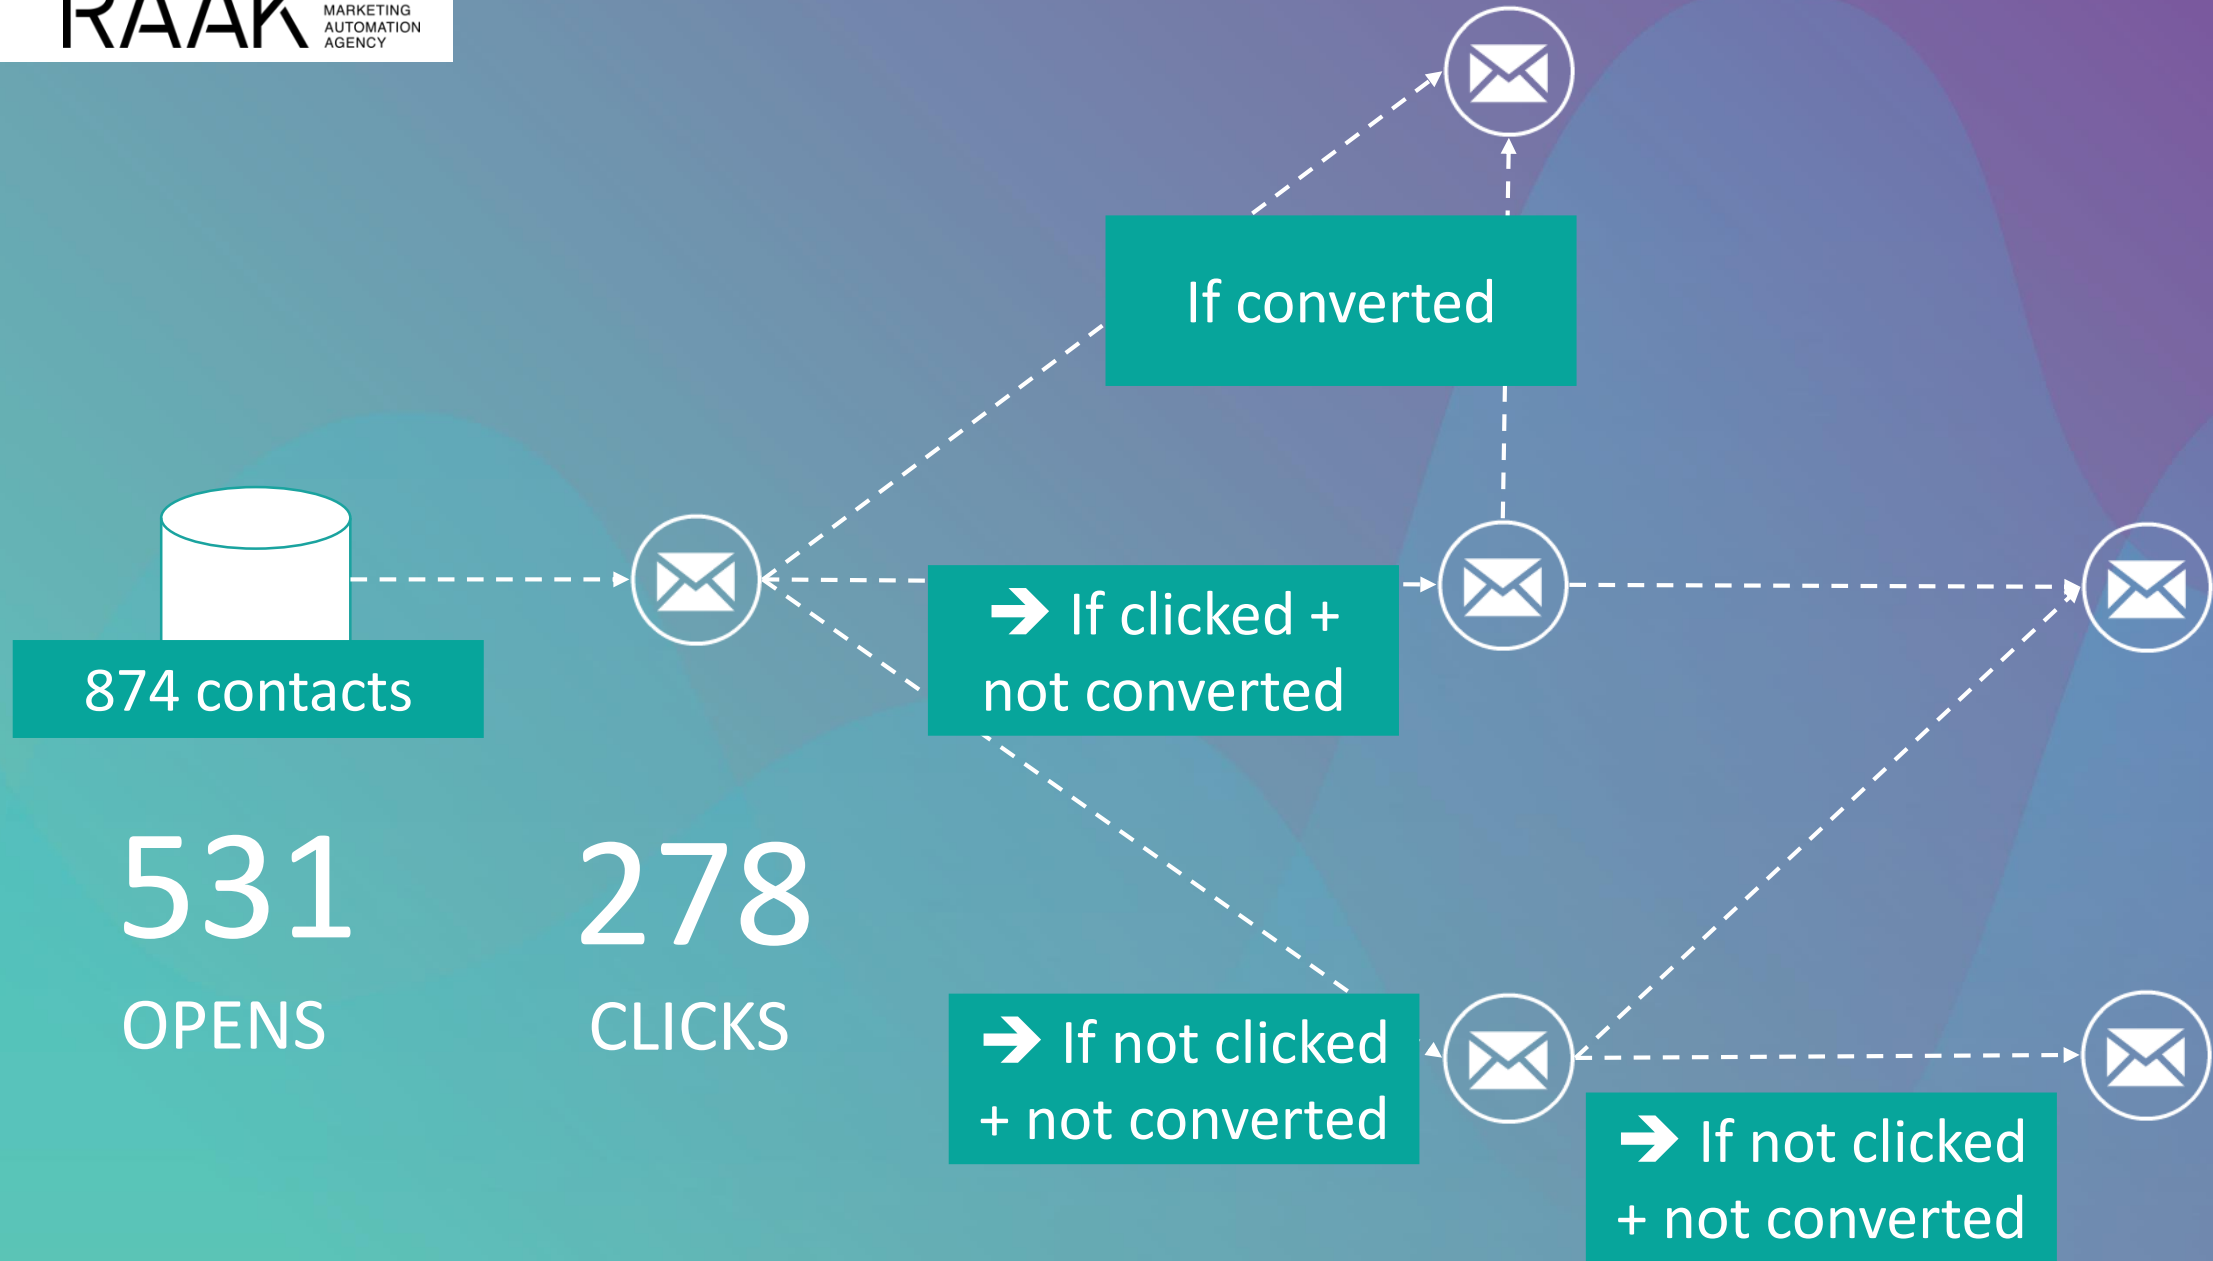 RAAK
MARKETING
AUTOMATION
AGENCY
If converted
➔ If clicked +
not converted
874 contacts
531
278
OPENS
CLICKS
➔ If not clicked
+ not converted
➔ If not clicked
+ not converted